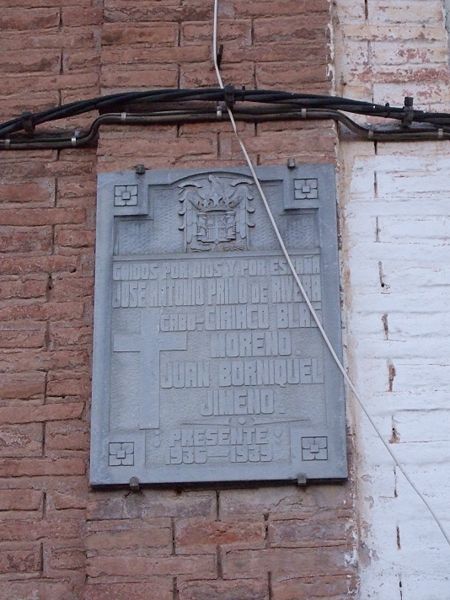 CAIDOS POR DIOS Y POR ESPAÑA
JOSE ANTONIO PRIMO DE RIVERA
CIRIACO BLAS
MORENO.
JUAN BORNIQUEL
JIMENO.
PRESENTE
1936-1939